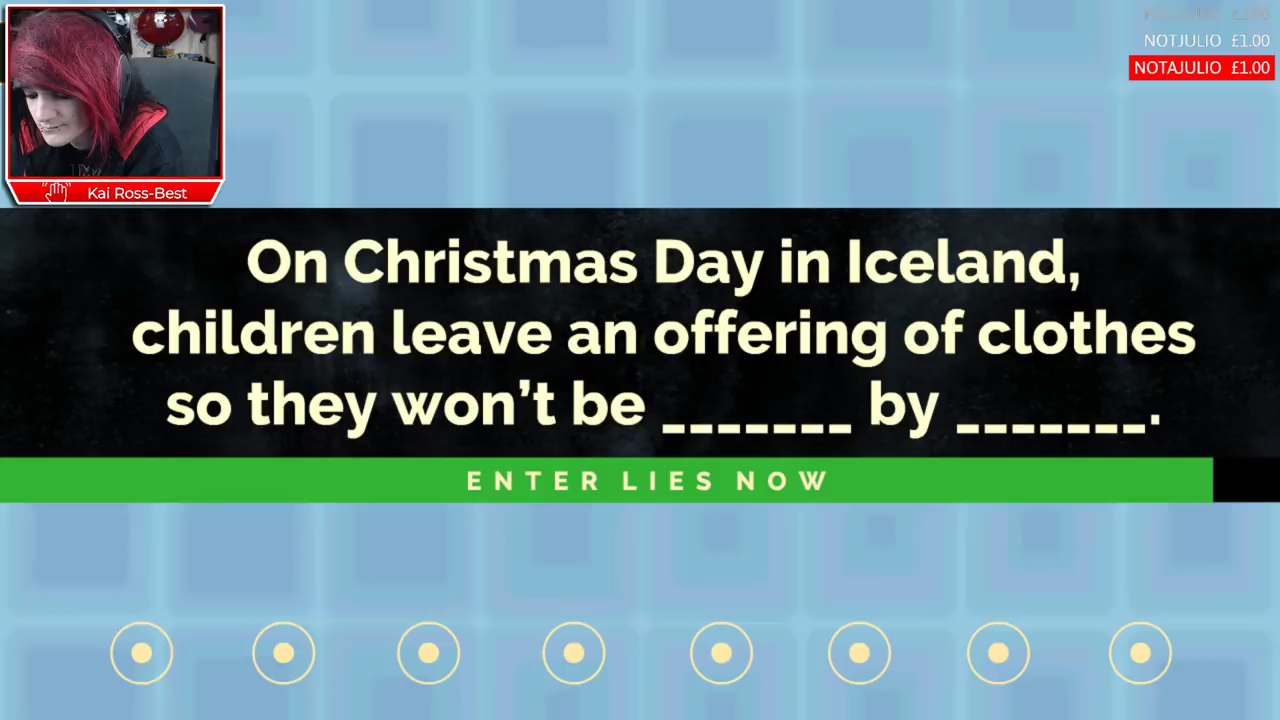 NOTJULIO £1.00
NOTAJULIO £1.00
Kai Ross-Best
On Christmas Day in Iceland,
children leave an offering of clothes
so they won't be _______ by _______.
ENTER LIES NOW